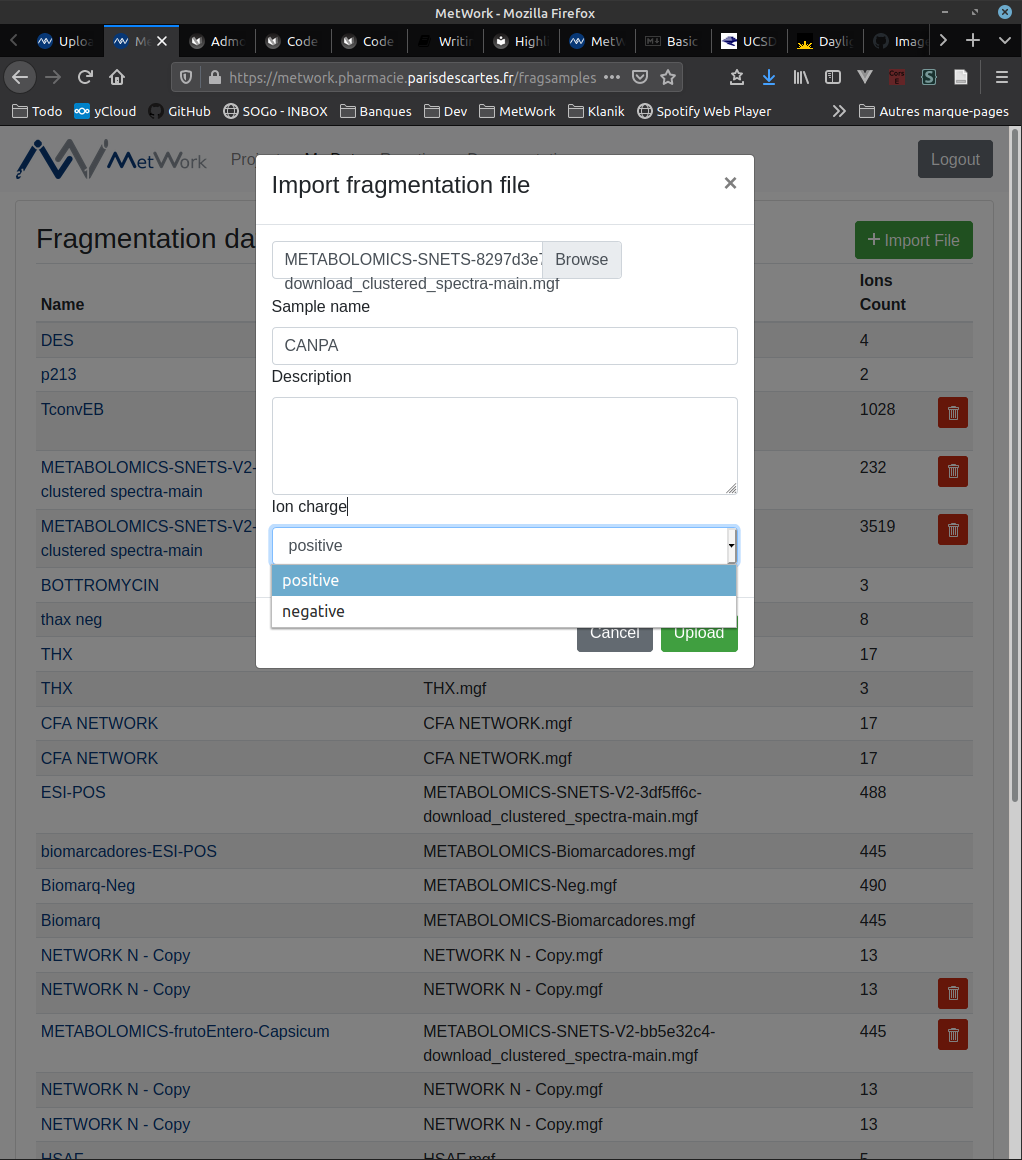 MetWork - Mozilla Firefox
Uploa
Me
Admo
Code
Code
Writin
Highl
MetW
Basic
UCSD
Daylig
Image
https://metwork.pharmacie.parisdescartes.fr/fragsamples
Todo yCloud GitHub SOGo - INBOX Banques Dev MetWork Klanik Spotify Web Player Autres marque-pages
MetWork
Logout
Import fragmentation file ×
Fragmentation da
+ Import File
METABOLOMICS-SNETS-8297d3e7 Browse
download_clustered_spectra-main.mgf
Sample name
CANPA
Description
Ion charge
positive
positive
negative
Cancel Upload
Name
Ions
Count
DES 4
p213 2
TconvEB 1028
METABOLOMICS-SNETS-V2- 232
clustered spectra-main
METABOLOMICS-SNETS-V2- 3519
clustered spectra-main
BOTTROMYCIN 3
thax neg 8
THX 17
THX THX.mgf 3
CFA NETWORK CFA NETWORK.mgf 17
CFA NETWORK CFA NETWORK.mgf 17
ESI-POS METABOLOMICS-SNETS-V2-3df5ff6c- 488
download_clustered_spectra-main.mgf
biomarcadores-ESI-POS METABOLOMICS-Biomarcadores.mgf 445
Biomarq-Neg METABOLOMICS-Neg.mgf 490
Biomarq METABOLOMICS-Biomarcadores.mgf 445
NETWORK N - Copy NETWORK N - Copy.mgf 13
NETWORK N - Copy NETWORK N - Copy.mgf 13
METABOLOMICS-frutoEntero-Capsicum METABOLOMICS-SNETS-V2-bb5e32c4- 445
download_clustered_spectra-main.mgf
NETWORK N - Copy NETWORK N - Copy.mgf 13
NETWORK N - Copy NETWORK N - Copy.mgf 13
HSAF HSAF.mgf 5